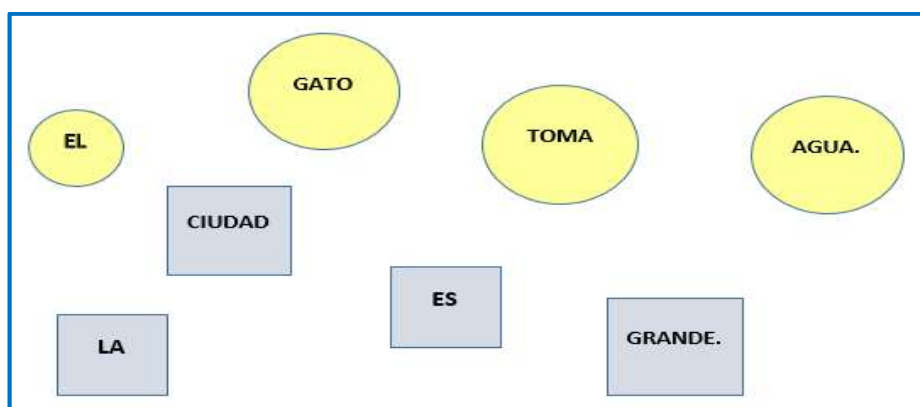 EL
GATO
TOMA
AGUA.
LA
CIUDAD
ES
GRANDE.